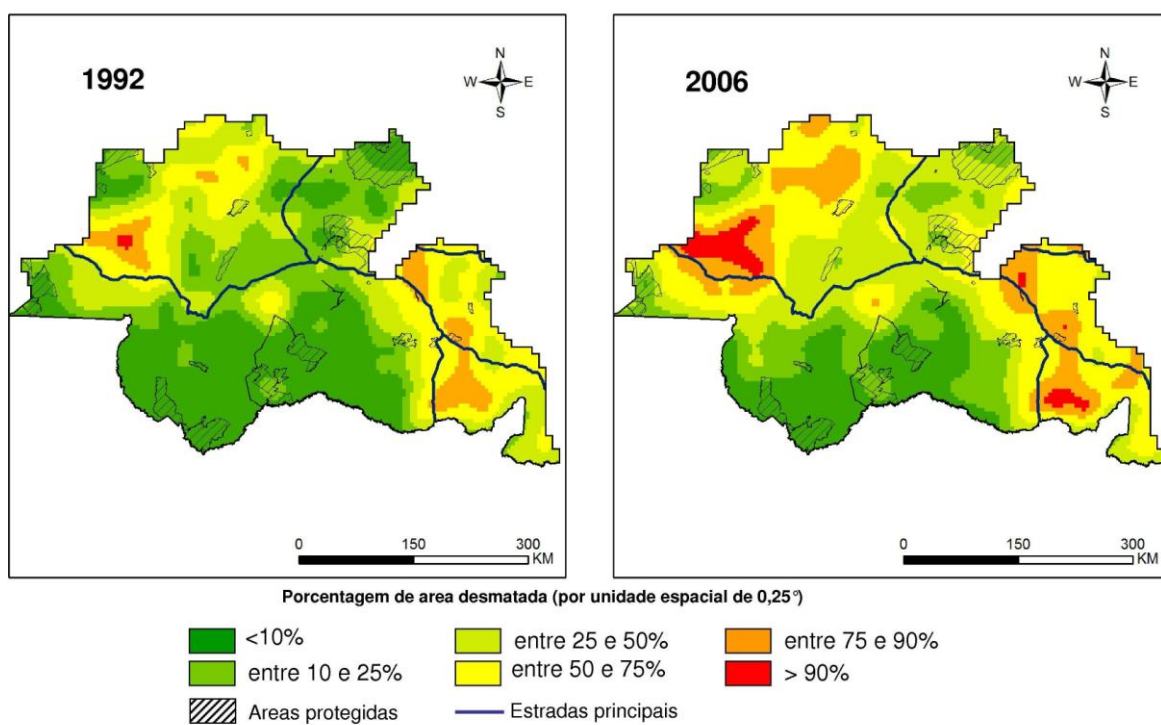 1992
N
W E
S
0 150 300
KM
2006
N
W E
S
0 150 300
KM
Porcentagem de area desmatada (por unidade espacial de 0,25°)
<10% entre 25 e 50% entre 75 e 90%
entre 10 e 25% entre 50 e 75% > 90%
Areas protegidas Estradas principais